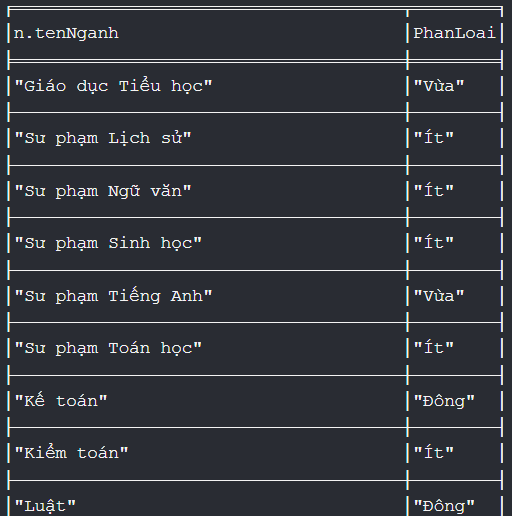 n.tenNganh PhanLoai
"Giáo dục Tiểu học" "Vừa"
"Sư phạm Lịch sử" "ít"
"Sư phạm Ngữ văn" "ít"
"Sư phạm Sinh học" "ít"
"Sư phạm Tiếng Anh" "Vừa"
"Sư phạm Toán học" "ít"
"Kế toán" "Đông"
"Kiểm toán" "ít"
"Luật" "Đông"